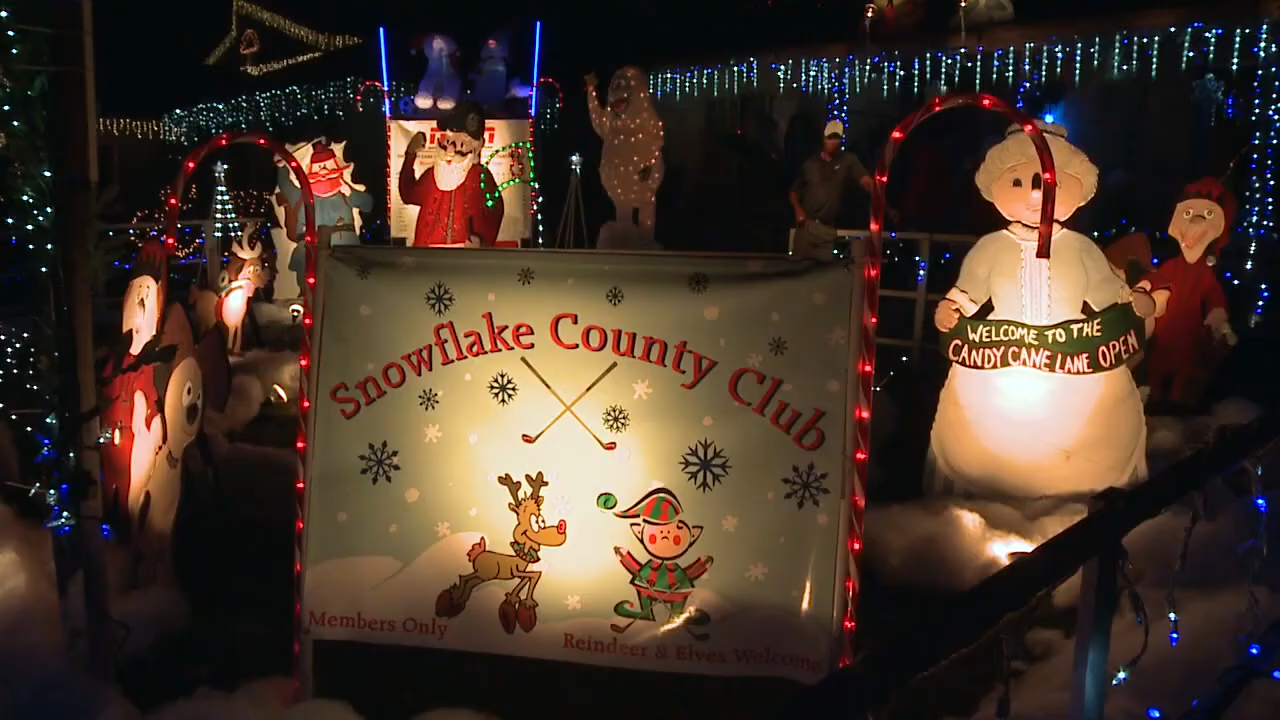 Snowflake County Club
Members Only
Reindeer & Elves Welcome
WELCOME TO THE
CANDY CANE LANE OPEN